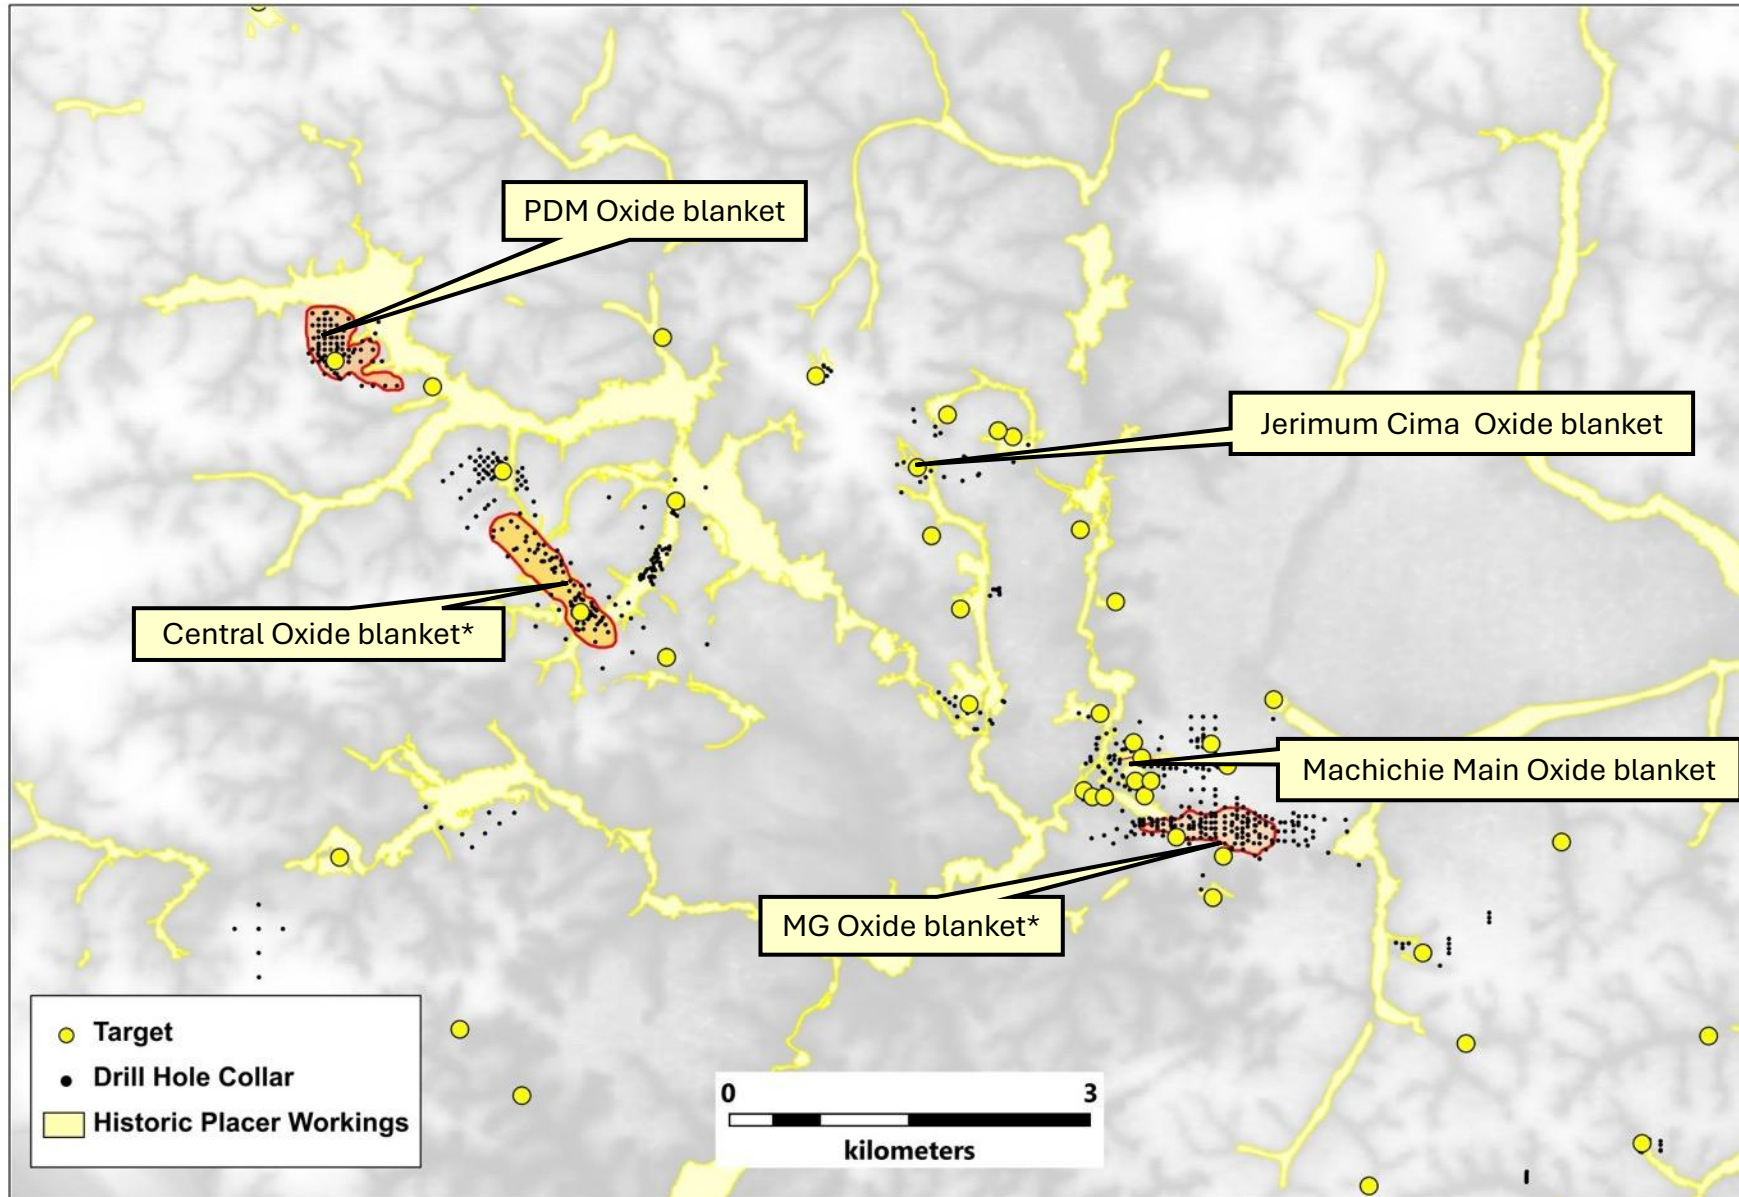 PDM Oxide blanket
Jerimum Cima Oxide blanket
Central Oxide blanket*
Machichie Main Oxide blanket
MG Oxide blanket*
Target
Drill Hole Collar
Historic Placer Workings
0 3
kilometers